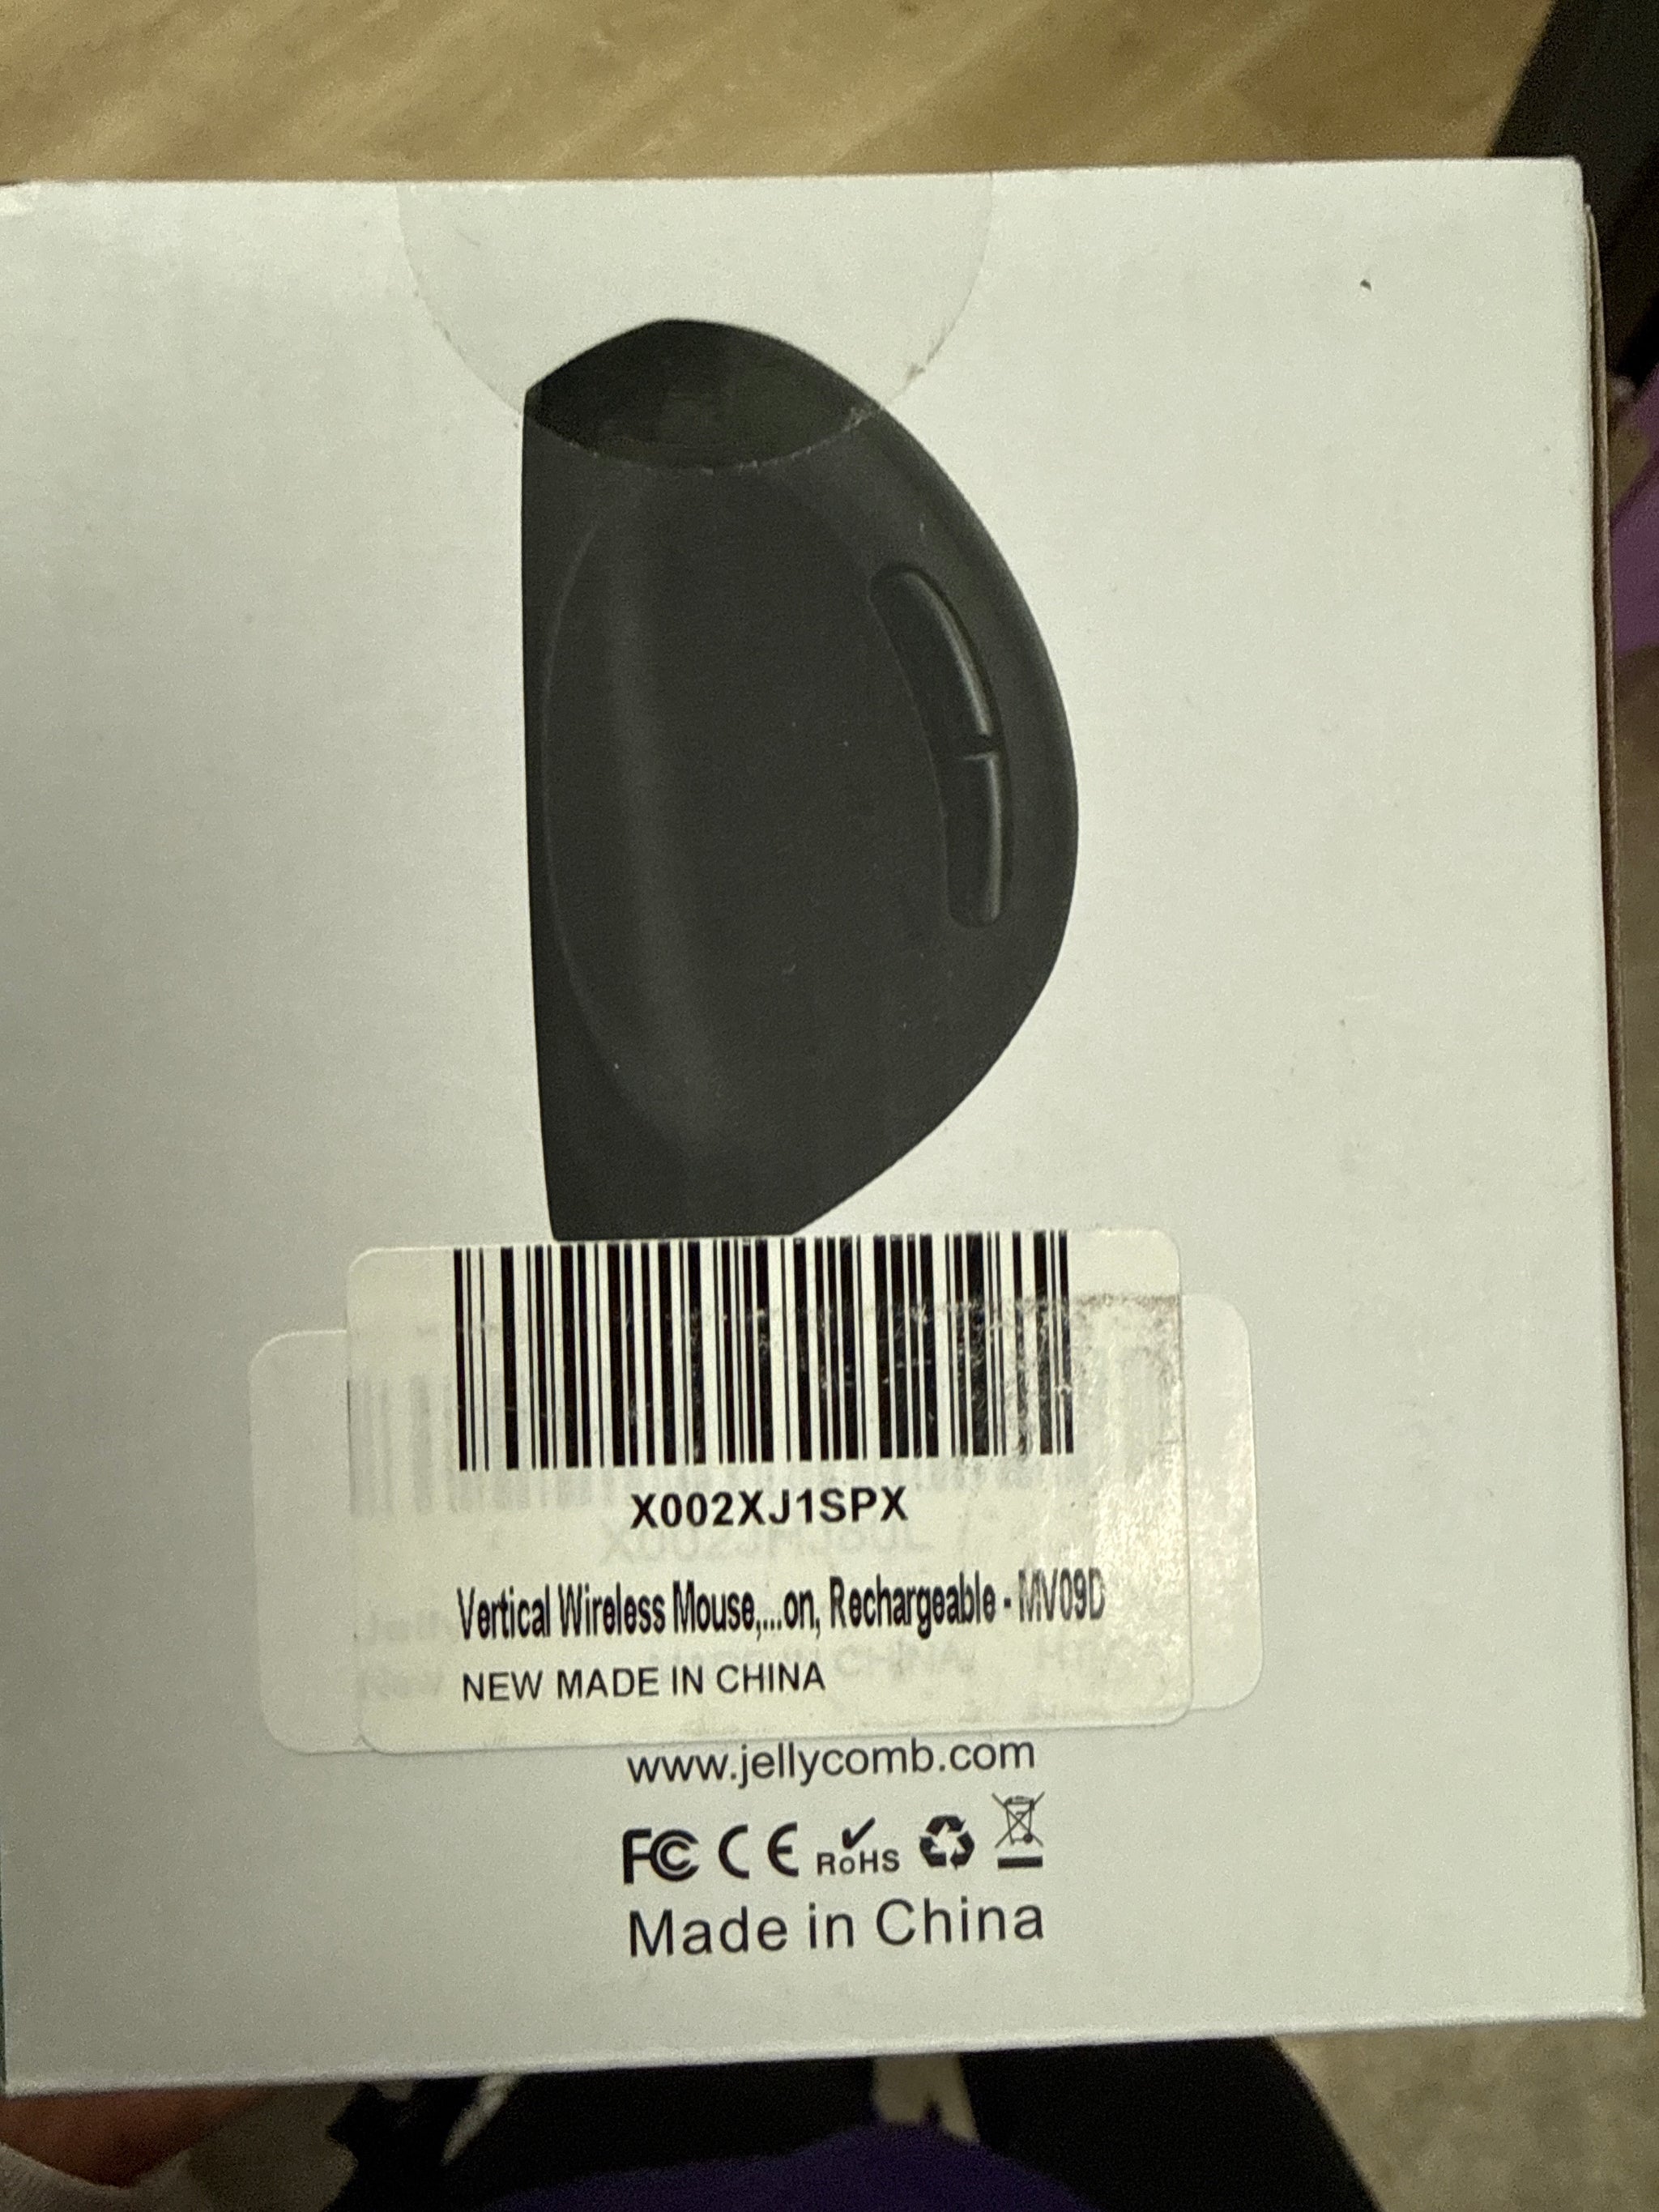 X002XJ1SPX
Vertical Wireless Mouse,...on, Rechargeable - MV09D
NEW MADE IN CHINA
www.jellycomb.com
FC CE RoHS
Made in China